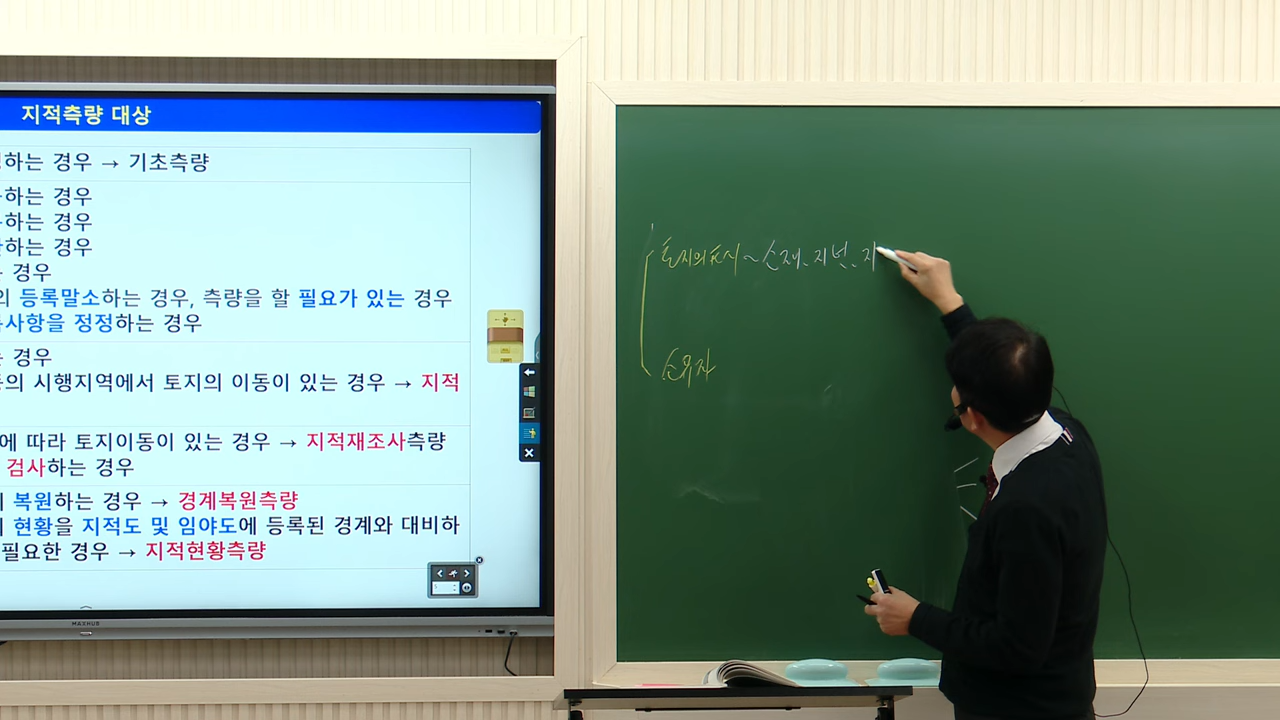 지적측량 대상
하는 경우 → 기초측량
하는 경우
하는 경우
하는 경우
경우
의 등록말소하는 경우, 측량을 할 필요가 있는 경우
사항을 정정하는 경우
경우
의 시행지역에서 토지의 이동이 있는 경우 → 지적
에 따라 토지이동이 있는 경우 → 지적재조사측량
검사하는 경우
복원하는 경우 → 경계복원측량
현황을 지적도 및 임야도에 등록된 경계와 대비하
필요한 경우 → 지적현황측량
MAXHUB
토지의 표시 ~ 소재, 지번, 지
소유자